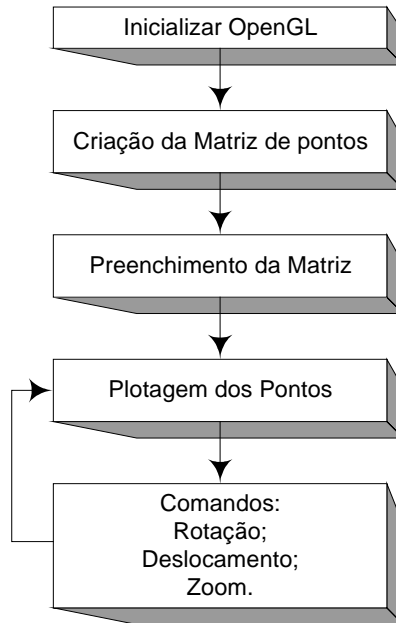 Inicializar OpenGL
Criação da Matriz de pontos
Preenchimento da Matriz
Plotagem dos Pontos
Comandos:
Rotação;
Deslocamento;
Zoom.